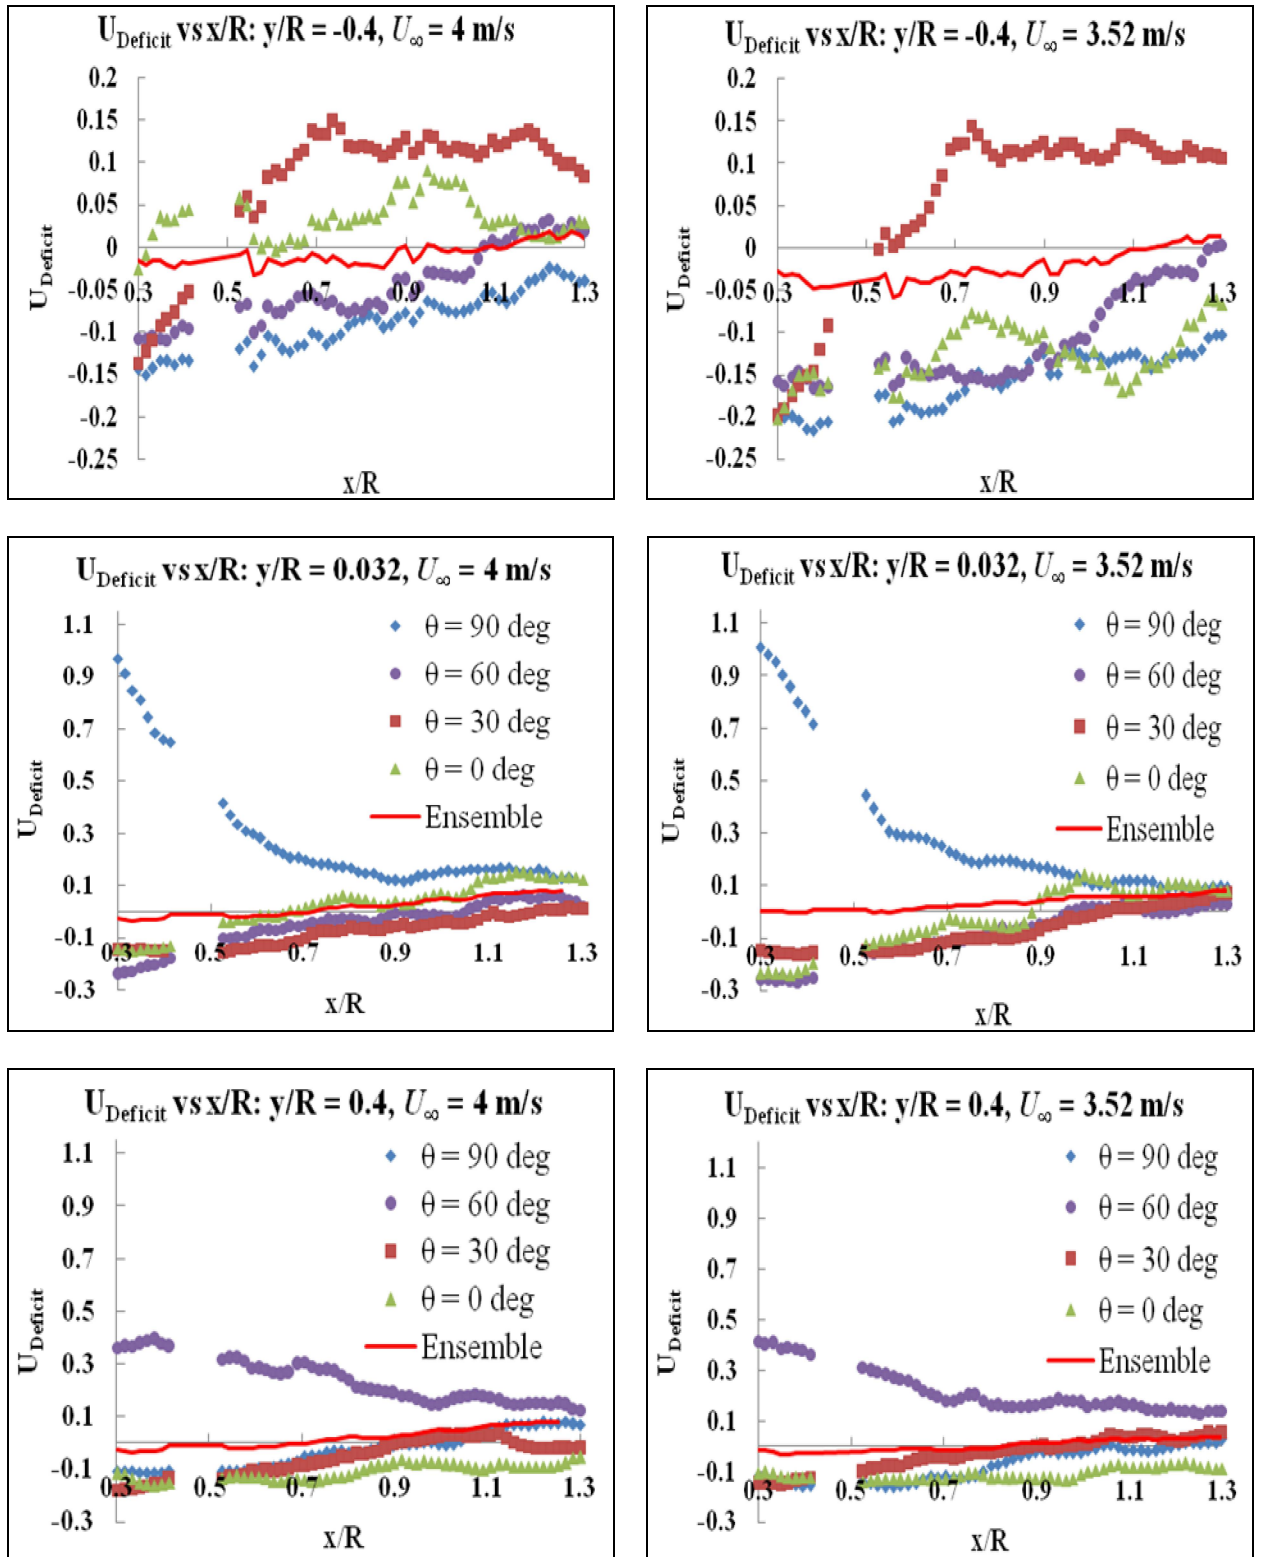 U_Deficit vs x/R: y/R = -0.4, U∞ = 4 m/s
0.2
0.15
0.1
0.05
0
-0.05
-0.1
-0.15
-0.2
-0.25
0.3 0.5 0.7 0.9 1.1 1.3
U_Deficit
x/R
U_Deficit vs x/R: y/R = -0.4, U∞ = 3.52 m/s
0.2
0.15
0.1
0.05
0
-0.05
-0.1
-0.15
-0.2
-0.25
0.3 0.5 0.7 0.9 1.1 1.3
U_Deficit
x/R
U_Deficit vs x/R: y/R = 0.032, U∞ = 4 m/s
1.1
0.9
0.7
0.5
0.3
0.1
-0.1
-0.3
0.3 0.5 0.7 0.9 1.1 1.3
U_Deficit
x/R
θ = 90 deg
θ = 60 deg
θ = 30 deg
θ = 0 deg
Ensemble
U_Deficit vs x/R: y/R = 0.032, U∞ = 3.52 m/s
1.1
0.9
0.7
0.5
0.3
0.1
-0.1
-0.3
0.3 0.5 0.7 0.9 1.1 1.3
U_Deficit
x/R
θ = 90 deg
θ = 60 deg
θ = 30 deg
θ = 0 deg
Ensemble
U_Deficit vs x/R: y/R = 0.4, U∞ = 4 m/s
1.1
0.9
0.7
0.5
0.3
0.1
-0.1
-0.3
0.3 0.5 0.7 0.9 1.1 1.3
U_Deficit
x/R
θ = 90 deg
θ = 60 deg
θ = 30 deg
θ = 0 deg
Ensemble
U_Deficit vs x/R: y/R = 0.4, U∞ = 3.52 m/s
1.1
0.9
0.7
0.5
0.3
0.1
-0.1
-0.3
0.3 0.5 0.7 0.9 1.1 1.3
U_Deficit
x/R
θ = 90 deg
θ = 60 deg
θ = 30 deg
θ = 0 deg
Ensemble